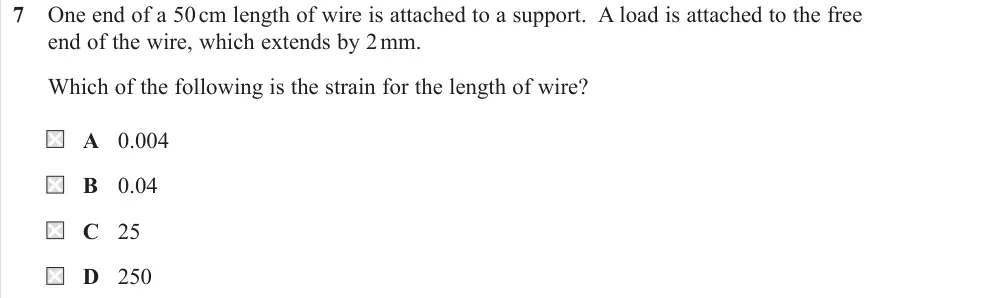 7 One end of a 50 cm length of wire is attached to a support. A load is attached to the free
end of the wire, which extends by 2 mm.
Which of the following is the strain for the length of wire?
A 0.004
B 0.04
C 25
D 250